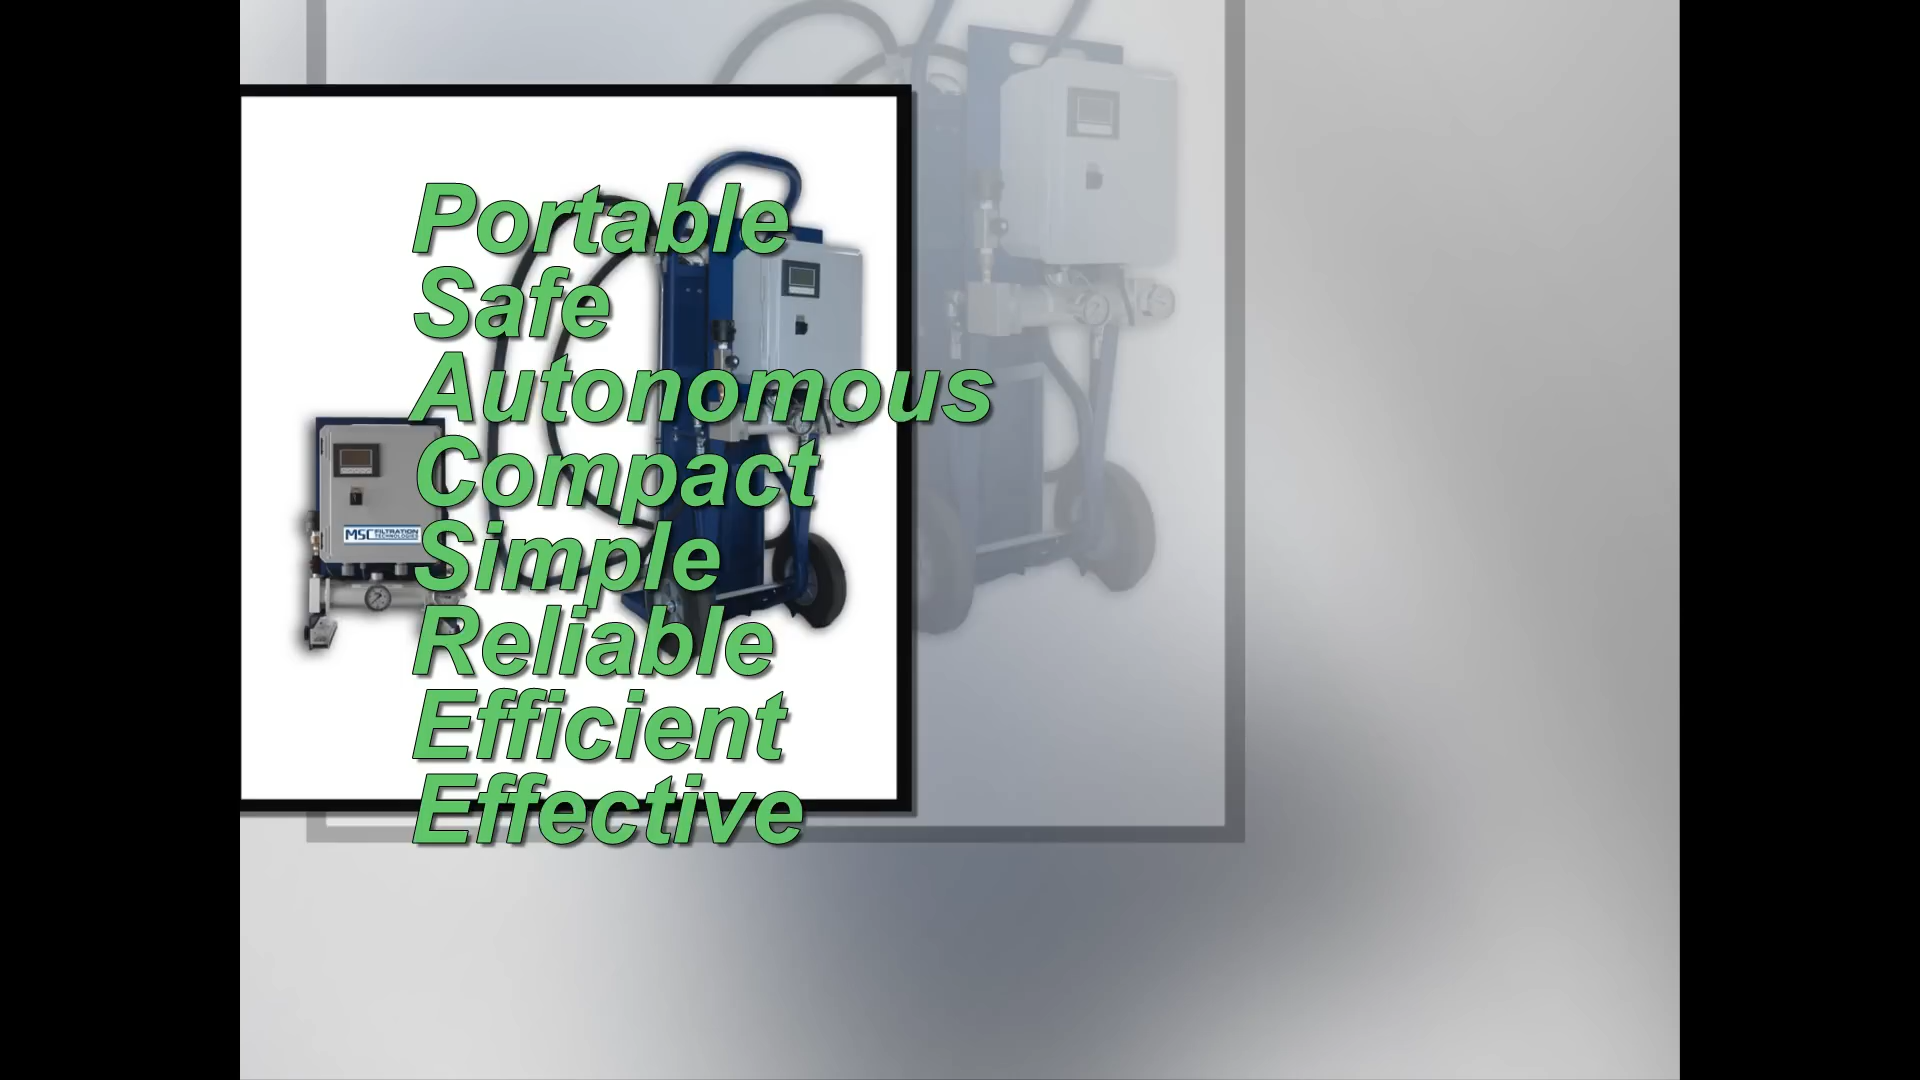 Portable
Safe
Autonomous
Compact
Simple
Reliable
Efficient
Effective
MSC FILTRATION
TECHNOLOGIES